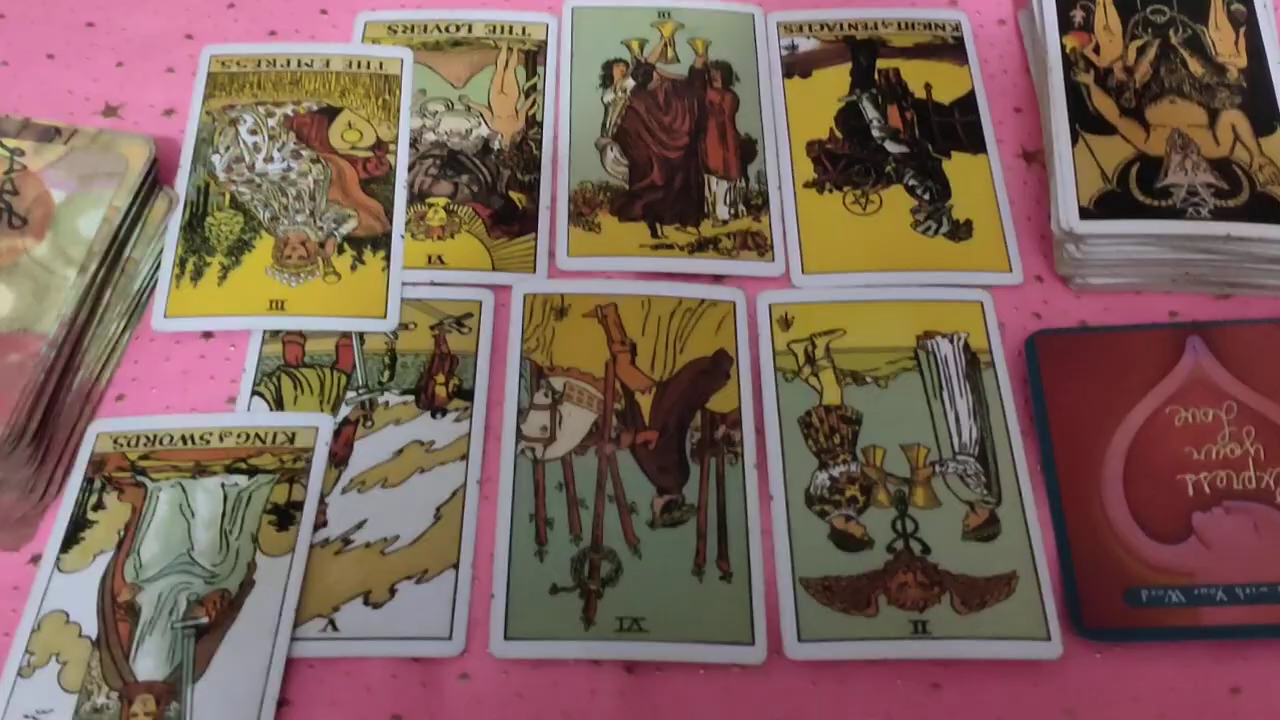 THE LOVERS.
III
KNIGHT of PENTACLES.
THE EMPRESS.
XV
VI
III
KING of SWORDS.
Express
your
Love
with Your Word
V
VI
II